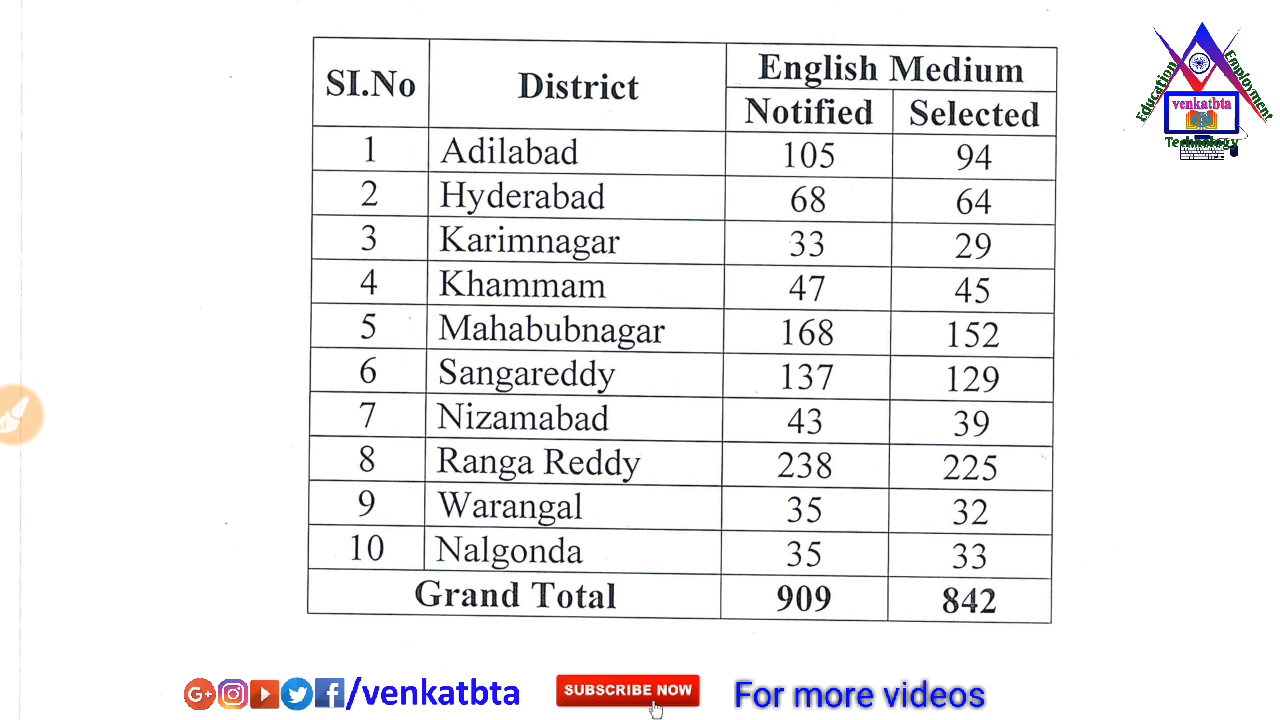 SI.No District English Medium
Notified Selected
1 Adilabad 105 94
2 Hyderabad 68 64
3 Karimnagar 33 29
4 Khammam 47 45
5 Mahabubnagar 168 152
6 Sangareddy 137 129
7 Nizamabad 43 39
8 Ranga Reddy 238 225
9 Warangal 35 32
10 Nalgonda 35 33
Grand Total 909 842
Education Employment
venkatbta
Technology
G+ /venkatbta SUBSCRIBE NOW For more videos